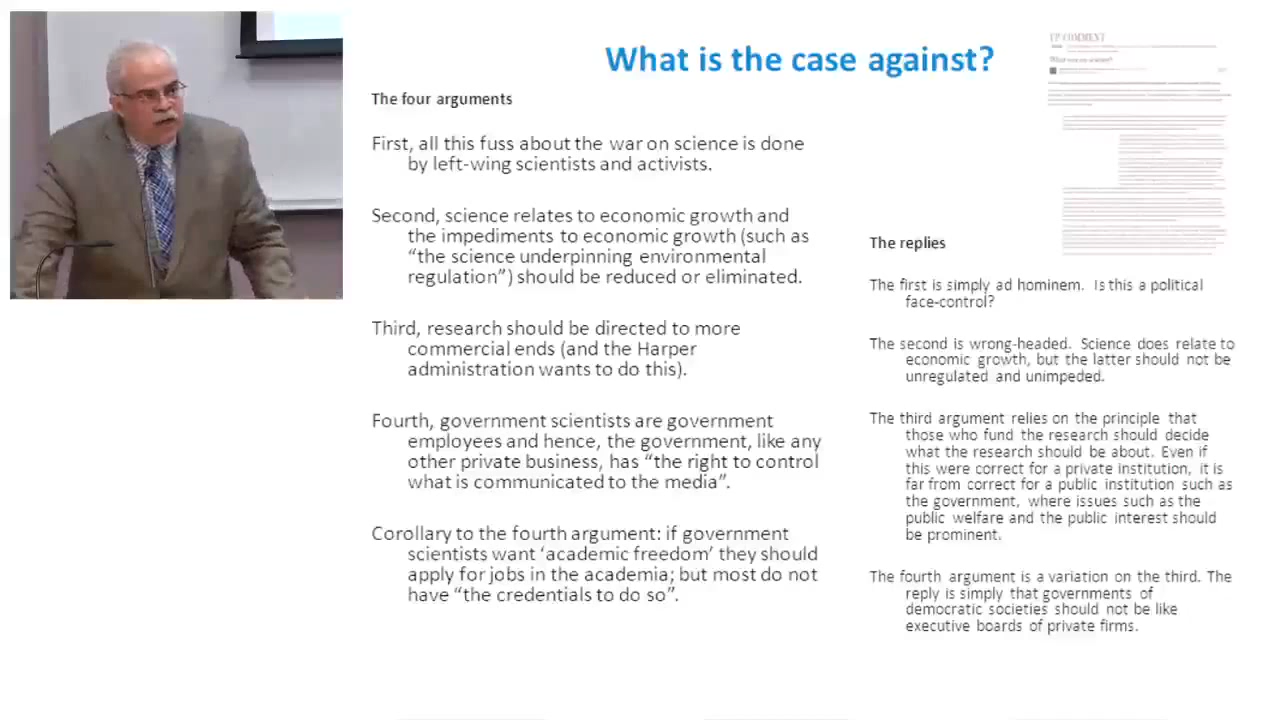 What is the case against?
The four arguments
First, all this fuss about the war on science is done
by left-wing scientists and activists.
Second, science relates to economic growth and
the impediments to economic growth (such as
“the science underpinning environmental
regulation”) should be reduced or eliminated.
Third, research should be directed to more
commercial ends (and the Harper
administration wants to do this).
Fourth, government scientists are government
employees and hence, the government, like any
other private business, has “the right to control
what is communicated to the media”.
Corollary to the fourth argument: if government
scientists want ‘academic freedom’ they should
apply for jobs in the academia; but most do not
have “the credentials to do so”.
FP COMMENT
The replies
The first is simply ad hominem. Is this a political
face-control?
The second is wrong-headed. Science does relate to
economic growth, but the latter should not be
unregulated and unimpeded.
The third argument relies on the principle that
those who fund the research should decide
what the research should be about. Even if
this were correct for a private institution, it is
far from correct for a public institution such as
the government, where issues such as the
public welfare and the public interest should
be prominent.
The fourth argument is a variation on the third. The
reply is simply that governments of
democratic societies should not be like
executive boards of private firms.